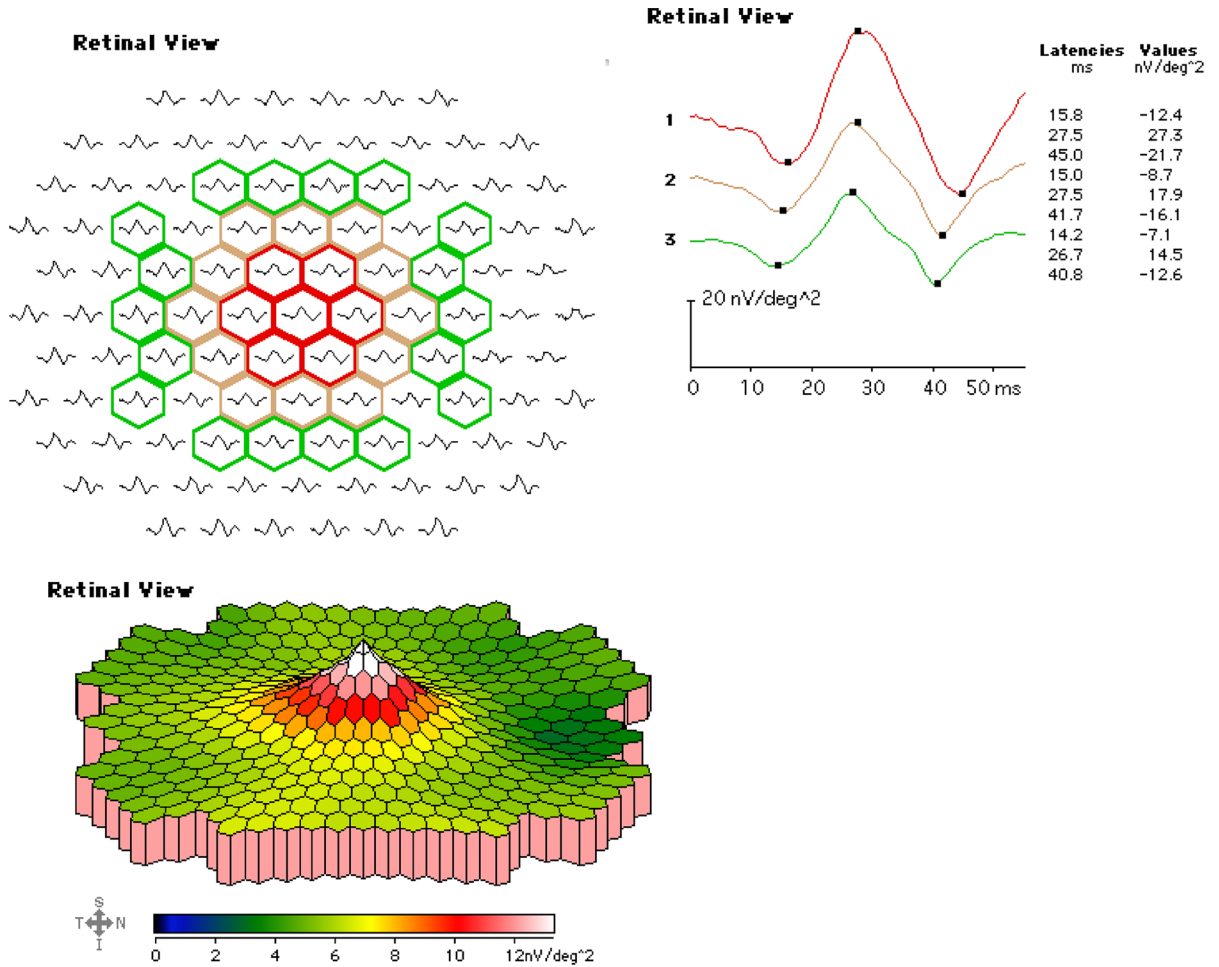 Retinal View
Retinal View
Latencies Values
ms nV/deg^2
1
2
3
15.8 -12.4
27.5 27.3
45.0 -21.7
15.0 -8.7
27.5 17.9
41.7 -16.1
14.2 -7.1
26.7 14.5
40.8 -12.6
20 nV/deg^2
0 10 20 30 40 50 ms
Retinal View
S
T N
I
0 2 4 6 8 10 12nV/deg^2